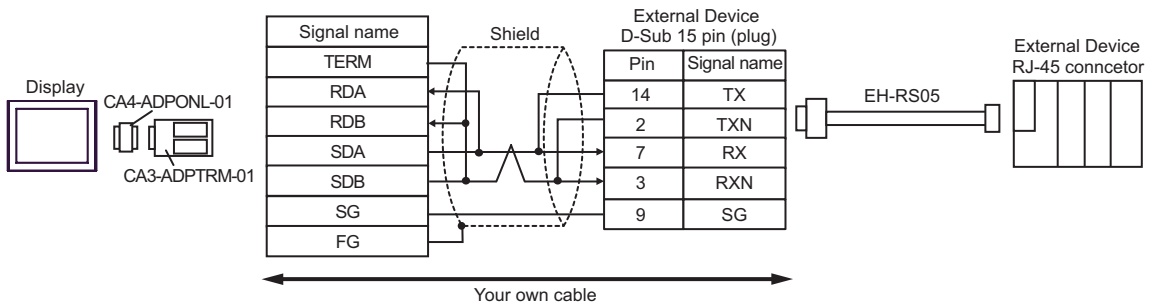 Display
CA4-ADPONL-01
CA3-ADPTRM-01
Signal name
TERM
RDA
RDB
SDA
SDB
SG
FG
Shield
External Device
D-Sub 15 pin (plug)
Pin Signal name
14 TX
2 TXN
7 RX
3 RXN
9 SG
EH-RS05
External Device
RJ-45 conncetor
Your own cable